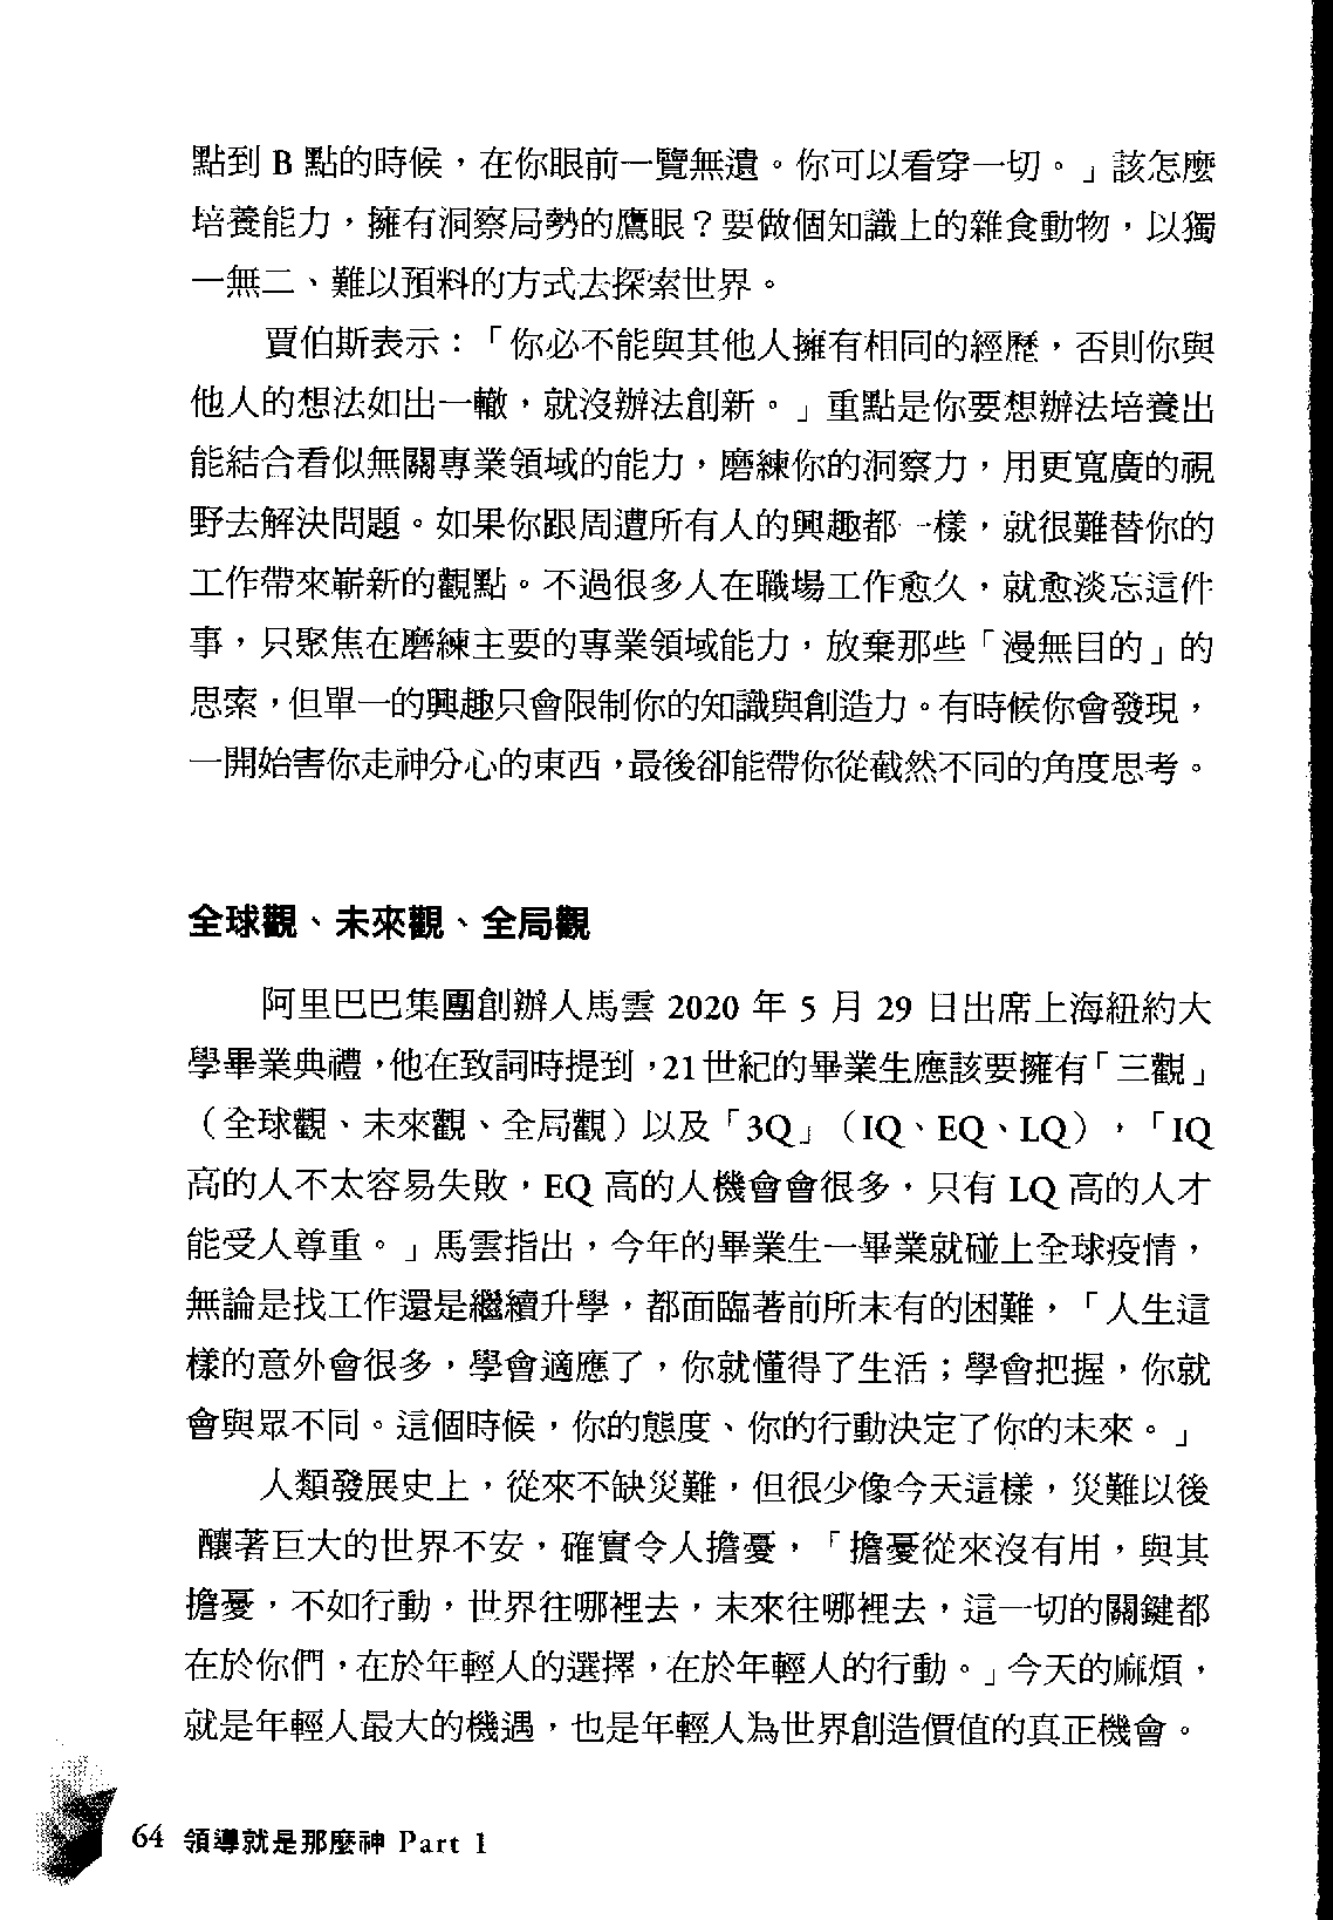 點到 B 點的時候，在你眼前一覽無遺。你可以看穿一切。」該怎麼
培養能力，擁有洞察局勢的鷹眼？要做個知識上的雜食動物，以獨
一無二、難以預料的方式去探索世界。
賈伯斯表示：「你必不能與其他人擁有相同的經歷，否則你與
他人的想法如出一轍，就沒辦法創新。」重點是你要想辦法培養出
能結合看似無關專業領域的能力，磨練你的洞察力，用更寬廣的視
野去解決問題。如果你跟周遭所有人的興趣都一樣，就很難替你的
工作帶來嶄新的觀點。不過很多人在職場工作愈久，就愈淡忘這件
事，只聚焦在磨練主要的專業領域能力，放棄那些「漫無目的」的
思索，但單一的興趣只會限制你的知識與創造力。有時候你會發現，
一開始害你走神分心的東西，最後卻能帶你從截然不同的角度思考。
全球觀、未來觀、全局觀
阿里巴巴集團創辦人馬雲 2020 年 5 月 29 日出席上海紐約大
學畢業典禮，他在致詞時提到，21世紀的畢業生應該要擁有「三觀」
（全球觀、未來觀、全局觀）以及「3Q」（IQ、EQ、LQ），「IQ
高的人不太容易失敗，EQ 高的人機會會很多，只有 LQ 高的人才
能受人尊重。」馬雲指出，今年的畢業生一畢業就碰上全球疫情，
無論是找工作還是繼續升學，都面臨著前所未有的困難，「人生這
樣的意外會很多，學會適應了，你就懂得了生活；學會把握，你就
會與眾不同。這個時候，你的態度、你的行動決定了你的未來。」
人類發展史上，從來不缺災難，但很少像今天這樣，災難以後
釀著巨大的世界不安，確實令人擔憂，「擔憂從來沒有用，與其
擔憂，不如行動，世界往哪裡去，未來往哪裡去，這一切的關鍵都
在於你們，在於年輕人的選擇，在於年輕人的行動。」今天的麻煩，
就是年輕人最大的機遇，也是年輕人為世界創造價值的真正機會。
64 領導就是那麼神 Part 1